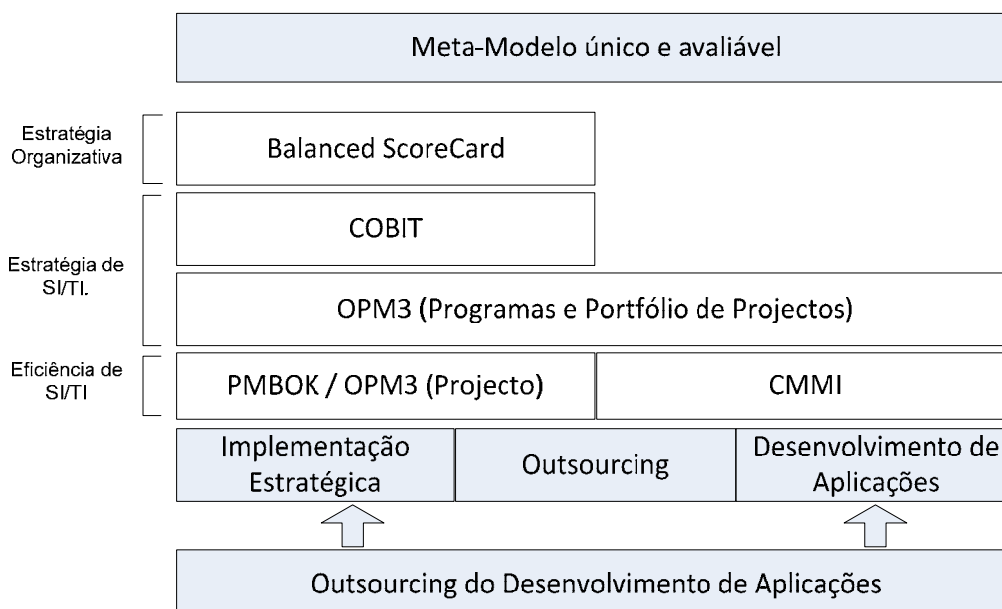 Meta-Modelo único e avaliável
Estratégia
Organizativa
Balanced ScoreCard
Estratégia de
SI/TI.
COBIT
OPM3 (Programas e Portfólio de Projectos)
Eficiência de
SI/TI
PMBOK / OPM3 (Projecto)
CMMI
Implementação
Estratégica
Outsourcing
Desenvolvimento de
Aplicações
Outsourcing do Desenvolvimento de Aplicações